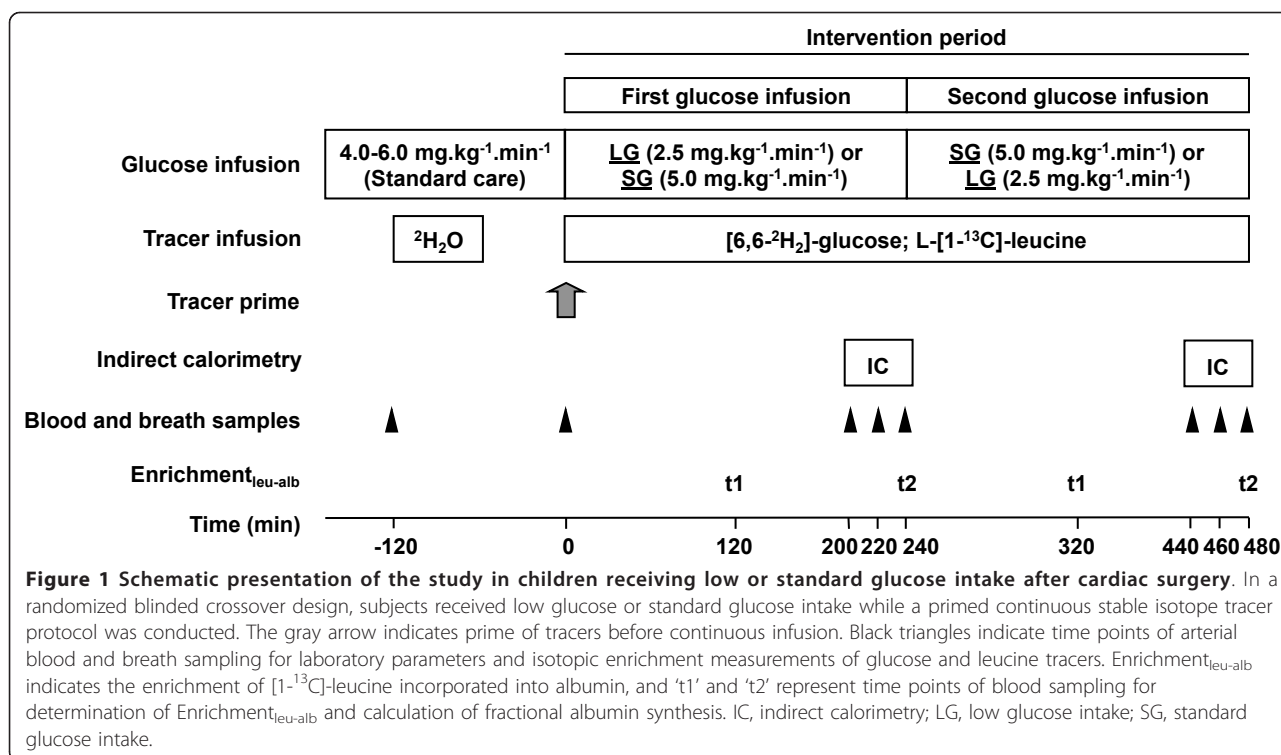 Intervention period
First glucose infusion Second glucose infusion
Glucose infusion
4.0-6.0 mg.kg⁻¹.min⁻¹
(Standard care)
LG (2.5 mg.kg⁻¹.min⁻¹) or
SG (5.0 mg.kg⁻¹.min⁻¹)
SG (5.0 mg.kg⁻¹.min⁻¹) or
LG (2.5 mg.kg⁻¹.min⁻¹)
Tracer infusion ²H₂O [6,6-²H₂]-glucose; L-[1-¹³C]-leucine
Tracer prime
Indirect calorimetry IC IC
Blood and breath samples
Enrichment leu-alb t1 t2 t1 t2
Time (min)
-120 0 120 200 220 240 320 440 460 480
Figure 1 Schematic presentation of the study in children receiving low or standard glucose intake after cardiac surgery. In a
randomized blinded crossover design, subjects received low glucose or standard glucose intake while a primed continuous stable isotope tracer
protocol was conducted. The gray arrow indicates prime of tracers before continuous infusion. Black triangles indicate time points of arterial
blood and breath sampling for laboratory parameters and isotopic enrichment measurements of glucose and leucine tracers. Enrichment leu-alb
indicates the enrichment of [1-¹³C]-leucine incorporated into albumin, and 't1' and 't2' represent time points of blood sampling for
determination of Enrichment leu-alb and calculation of fractional albumin synthesis. IC, indirect calorimetry; LG, low glucose intake; SG, standard
glucose intake.